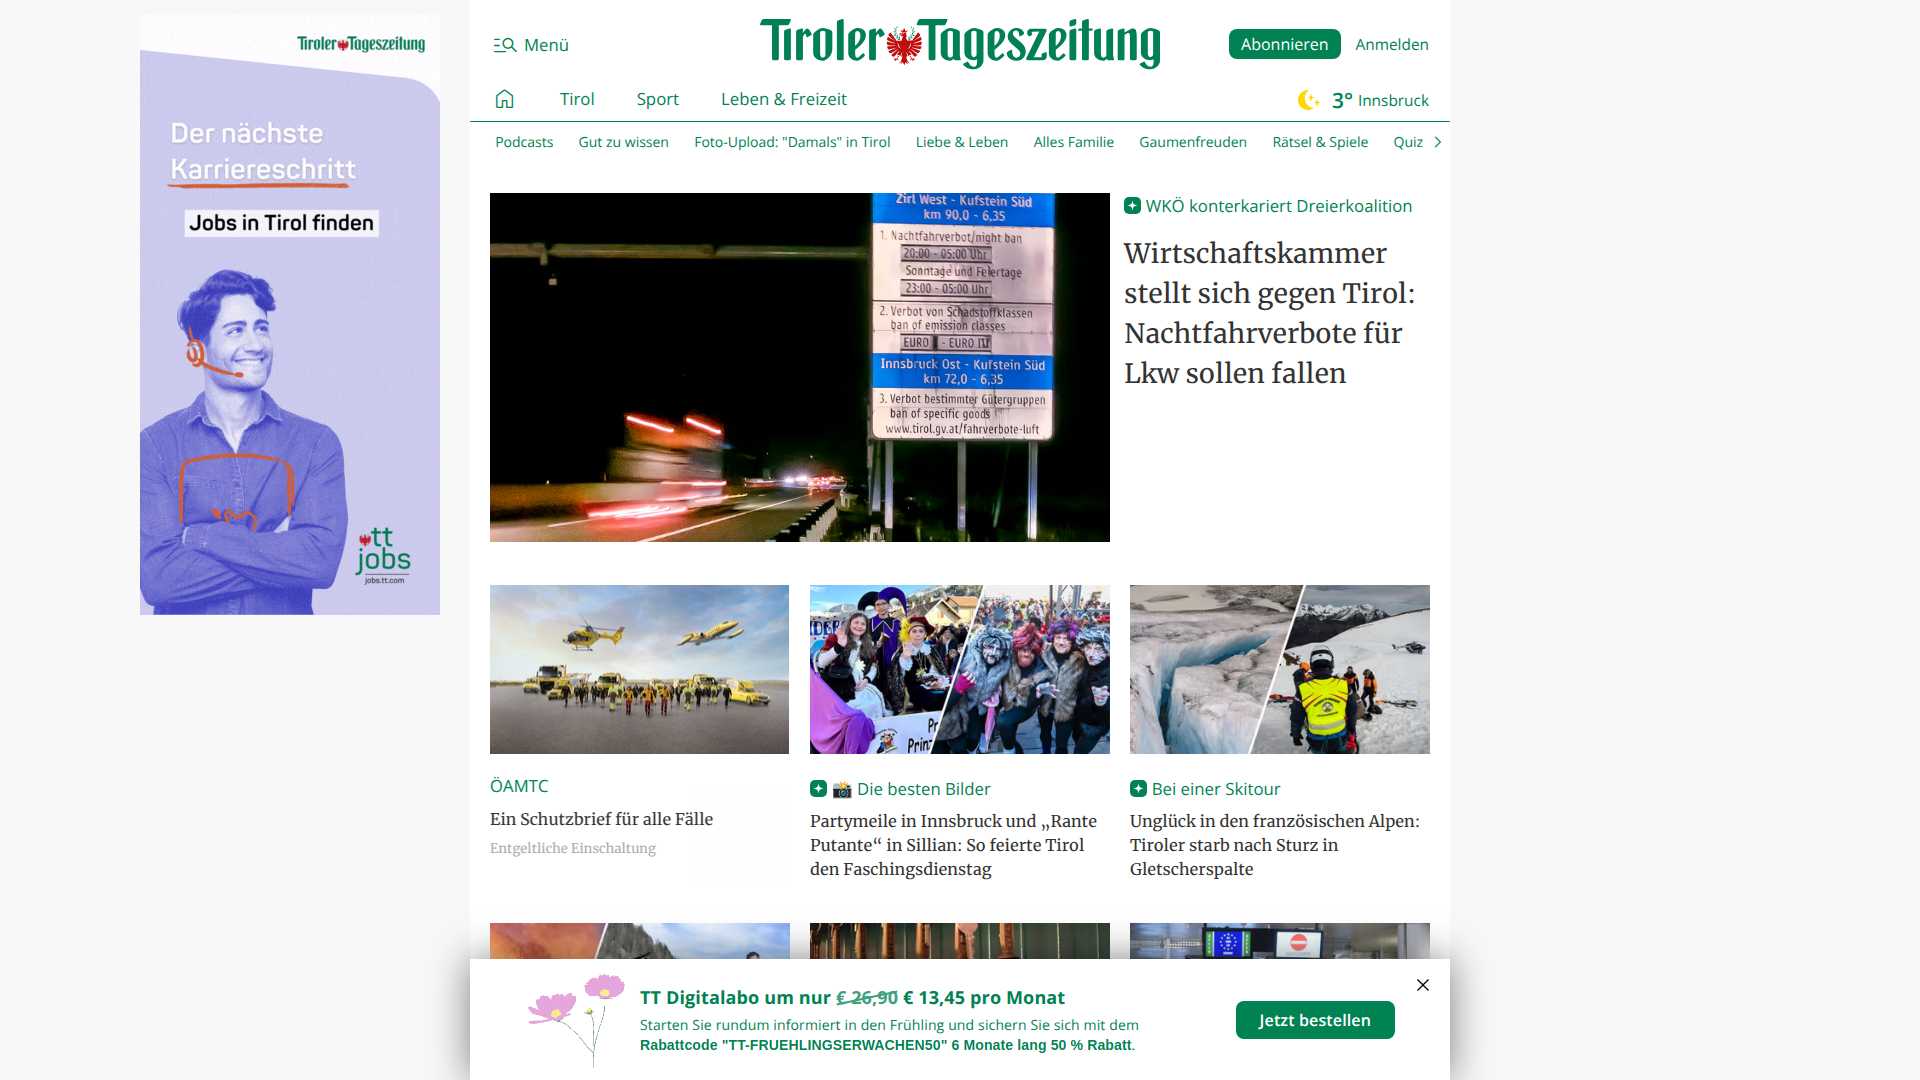 Tiroler Tageszeitung
Der nächste
Karriereschritt
Jobs in Tirol finden
tt
jobs
jobs.tt.com
Menü
Tiroler Tageszeitung
Abonnieren
Anmelden
Tirol
Sport
Leben & Freizeit
3° Innsbruck
Podcasts
Gut zu wissen
Foto-Upload: "Damals" in Tirol
Liebe & Leben
Alles Familie
Gaumenfreuden
Rätsel & Spiele
Quiz
Zirl West - Kufstein Süd
km 90,0 - 6,35
1. Nachtfahrverbot/night ban
20:00 - 05:00 Uhr
Sonntage und Feiertage
23:00 - 05:00 Uhr
2. Verbot von Schadstoffklassen
ban of emission classes
EURO - EURO IV
Innsbruck Ost - Kufstein Süd
km 72,0 - 6,35
3. Verbot bestimmter Gütergruppen
ban of specific goods
www.tirol.gv.at/fahrverbote-luft
WKÖ konterkariert Dreierkoalition
Wirtschaftskammer
stellt sich gegen Tirol:
Nachtfahrverbote für
Lkw sollen fallen
ÖAMTC
Ein Schutzbrief für alle Fälle
Entgeltliche Einschaltung
📸 Die besten Bilder
Partymeile in Innsbruck und „Rante
Putante“ in Sillian: So feierte Tirol
den Faschingsdienstag
Bei einer Skitour
Unglück in den französischen Alpen:
Tiroler starb nach Sturz in
Gletscherspalte
TT Digitalabo um nur € 26,90 € 13,45 pro Monat
Starten Sie rundum informiert in den Frühling und sichern Sie sich mit dem
Rabattcode "TT-FRUEHLINGSERWACHEN50" 6 Monate lang 50 % Rabatt.
Jetzt bestellen